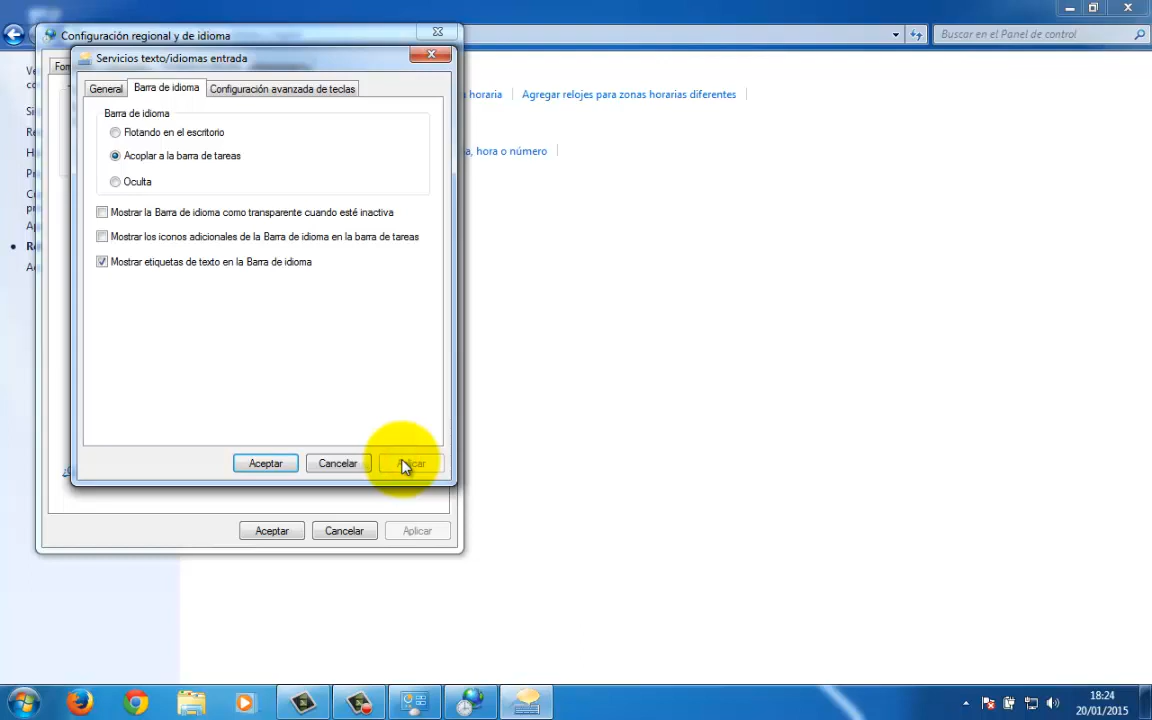 Buscar en el Panel de control
Configuración regional y de idioma
Servicios texto/idiomas entrada
General
Barra de idioma
Configuración avanzada de teclas
Barra de idioma
Flotando en el escritorio
Acoplar a la barra de tareas
Oculta
Mostrar la Barra de idioma como transparente cuando esté inactiva
Mostrar los iconos adicionales de la Barra de idioma en la barra de tareas
Mostrar etiquetas de texto en la Barra de idioma
Aceptar
Cancelar
Aplicar
Aceptar
Cancelar
Aplicar
horaria
Agregar relojes para zonas horarias diferentes
hora o número
18:24
20/01/2015